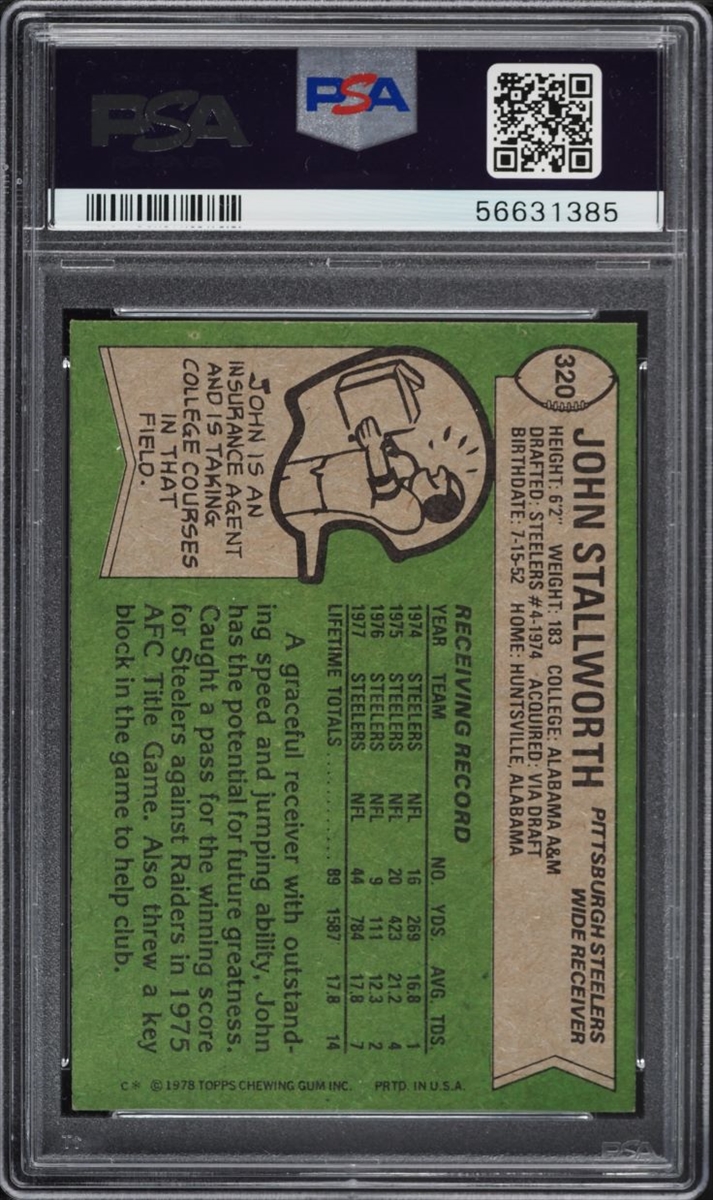 PSA
PSA
56631385
320
JOHN STALLWORTH
PITTSBURGH STEELERS
WIDE RECEIVER
HEIGHT: 6'2" WEIGHT: 183 COLLEGE: ALABAMA A&M
DRAFTED: STEELERS #4-1974 ACQUIRED: VIA DRAFT
BIRTHDATE: 7-15-52 HOME: HUNTSVILLE, ALABAMA
JOHN IS AN
INSURANCE AGENT
AND IS TAKING
COLLEGE COURSES
IN THAT
FIELD.
RECEIVING RECORD
YEAR TEAM NO. YDS. AVG. TDS.
1974 STEELERS NFL 16 269 16.8 1
1975 STEELERS NFL 20 423 21.2 4
1976 STEELERS NFL 9 111 12.3 2
1977 STEELERS NFL 44 784 17.8 7
LIFETIME TOTALS ........... 89 1587 17.8 14
A graceful receiver with outstand-
ing speed and jumping ability, John
has the potential for future greatness.
Caught a pass for the winning score
for Steelers against Raiders in 1975
AFC Title Game. Also threw a key
block in the game to help club.
C* © 1978 TOPPS CHEWING GUM INC. PRTD. IN U.S.A.
PSA